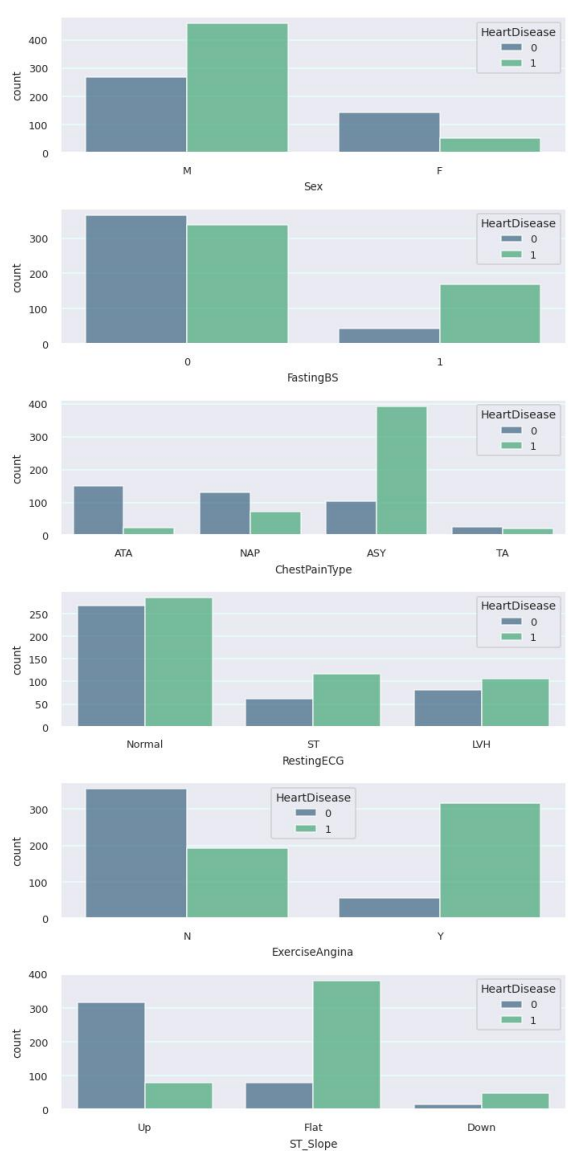 HeartDisease
0
1
400
300
200
100
0
count
M
F
Sex
HeartDisease
0
1
300
200
100
0
count
0
1
FastingBS
HeartDisease
0
1
400
300
200
100
0
count
ATA
NAP
ASY
TA
ChestPainType
HeartDisease
0
1
250
200
150
100
50
0
count
Normal
ST
LVH
RestingECG
HeartDisease
0
1
300
200
100
0
count
N
Y
ExerciseAngina
HeartDisease
0
1
400
300
200
100
0
count
Up
Flat
Down
ST_Slope